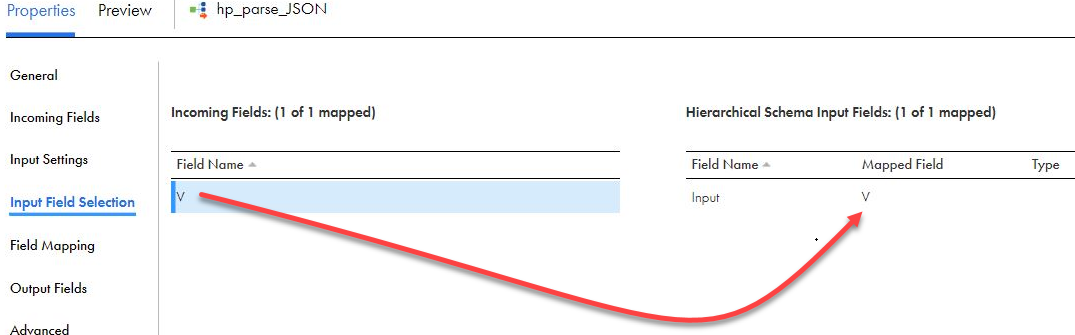 Properties Preview hp_parse_JSON
General
Incoming Fields
Input Settings
Input Field Selection
Field Mapping
Output Fields
Advanced
Incoming Fields: (1 of 1 mapped)
Field Name
V
Hierarchical Schema Input Fields: (1 of 1 mapped)
Field Name Mapped Field Type
Input V